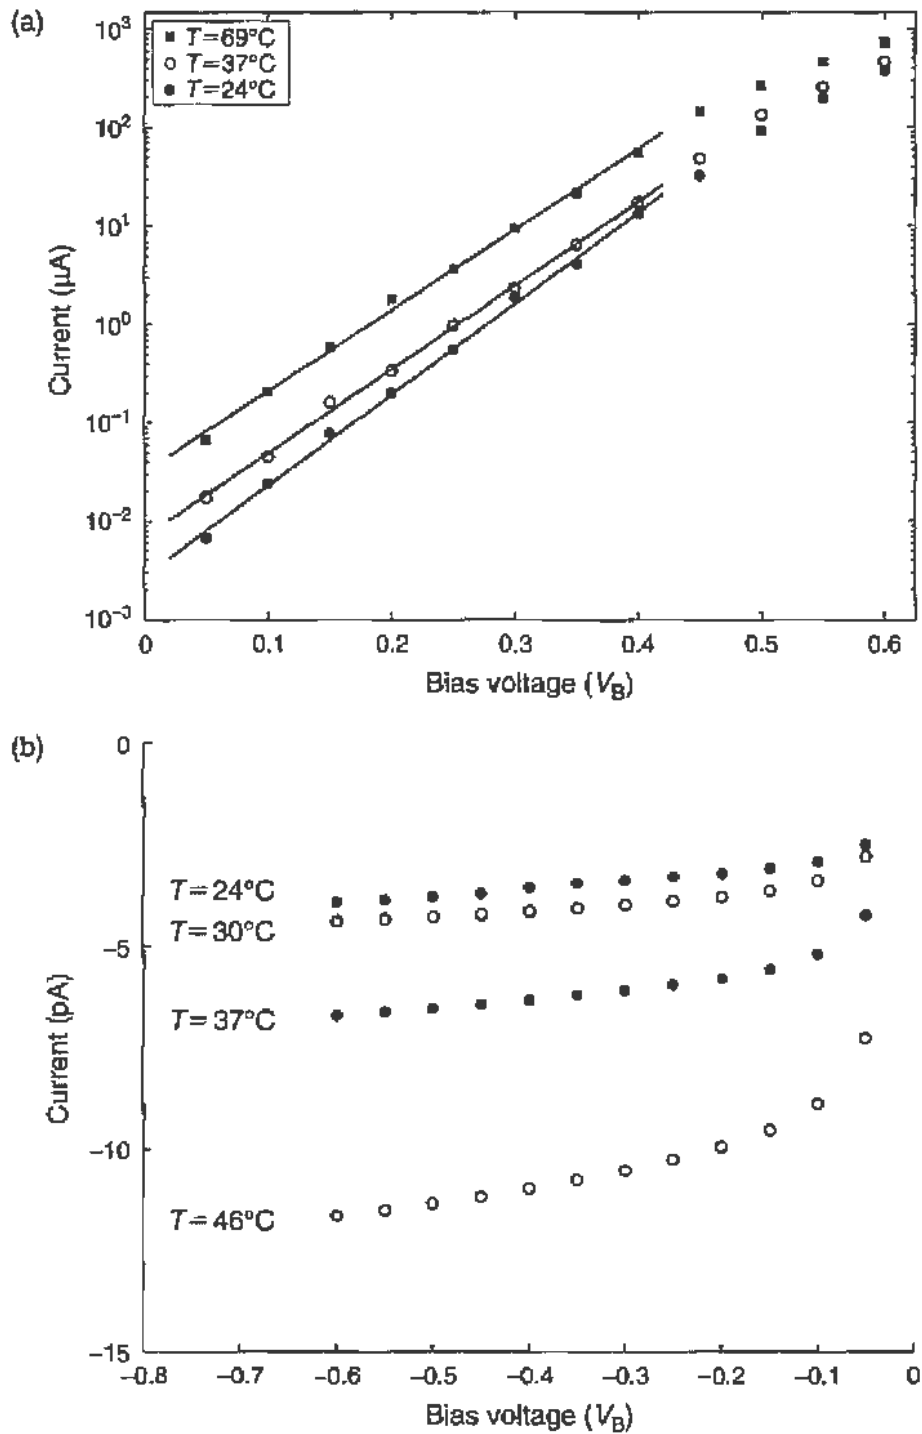 (a)
10³
T=69°C
T=37°C
T=24°C
10²
10¹
10⁰
10⁻¹
10⁻²
10⁻³
Current (μA)
0 0.1 0.2 0.3 0.4 0.5 0.6
Bias voltage (V_B)
(b)
0
T=24°C
T=30°C
−5
T=37°C
Current (pA)
−10
T=46°C
−15
−0.8 −0.7 −0.6 −0.5 −0.4 −0.3 −0.2 −0.1 0
Bias voltage (V_B)